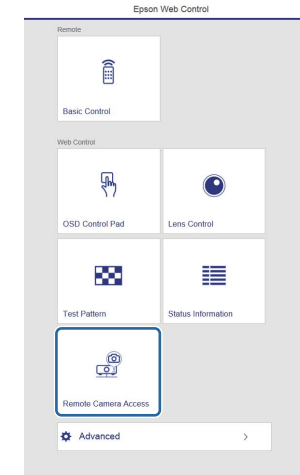 Epson Web Control
Remote
Basic Control
Web Control
OSD Control Pad
Lens Control
Test Pattern
Status Information
Remote Camera Access
Advanced